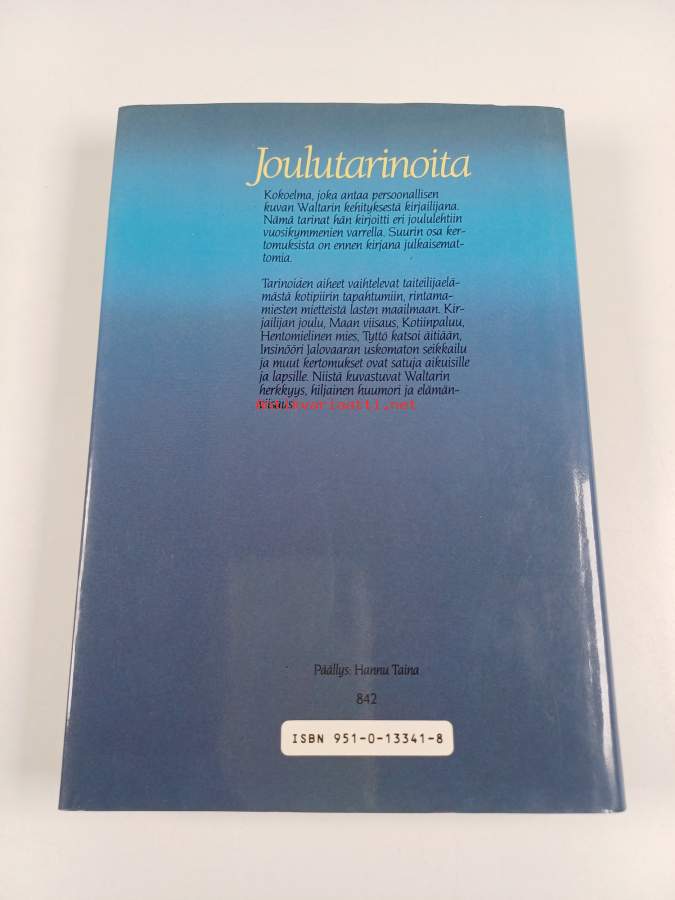 Joulutarinoita
Kokoelma, joka antaa persoonallisen
kuvan Waltarin kehityksestä kirjailijana.
Nämä tarinat hän kirjoitti eri joululehtiin
vuosikymmenien varrella. Suurin osa ker-
tomuksista on ennen kirjana julkaisemat-
tomia.
Tarinoiden aiheet vaihtelevat taiteilijaelä-
mästä kotipiirin tapahtumiin, rintama-
miesten mietteistä lasten maailmaan. Kir-
jailijan joulu, Maan viisaus, Kotiinpaluu,
Hentomielinen mies, Tyttö katsoi äitiään,
Insinööri Jalovaaran uskomaton seikkailu
ja muut kertomukset ovat satuja aikuisille
ja lapsille. Niistä kuvastuvat Waltarin
herkkyys, hiljainen huumori ja elämän-
viisaus.
Päällys: Hannu Taina
842
ISBN 951-0-13341-8